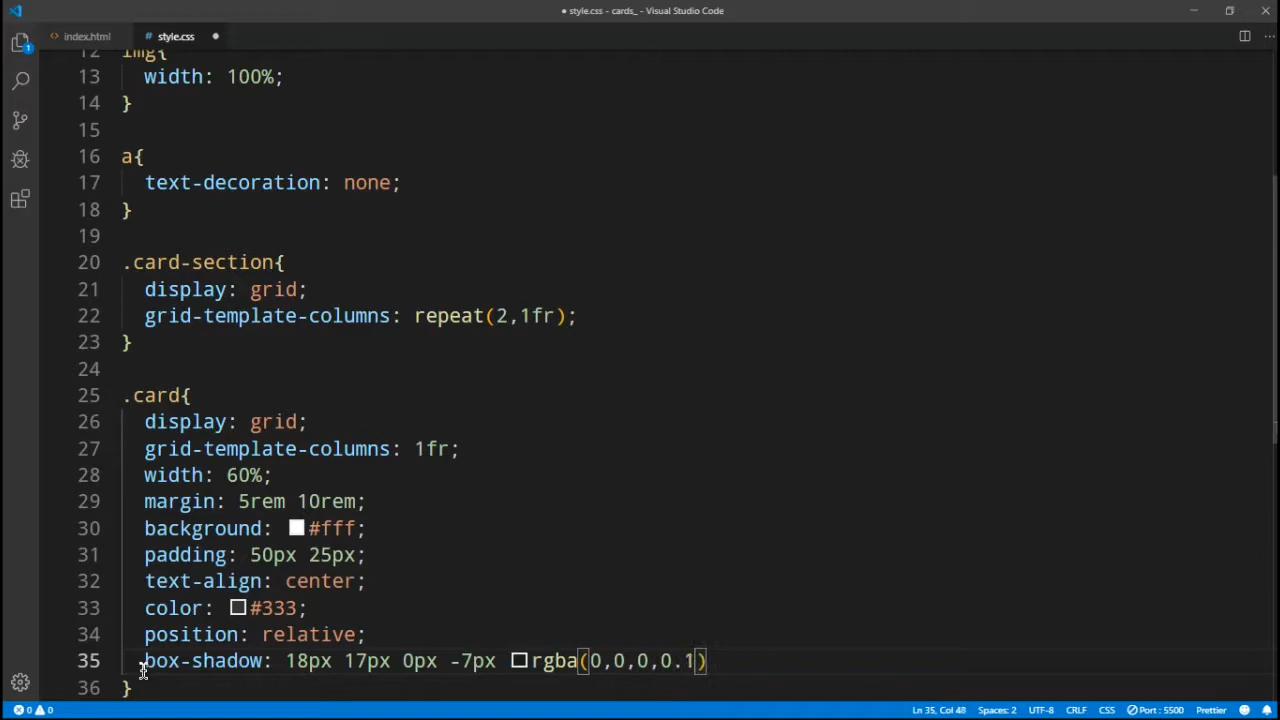 ● style.css - cards_ - Visual Studio Code
index.html
# style.css ●
1
12 img{
13 width: 100%;
14 }
15
16 a{
17 text-decoration: none;
18 }
19
20 .card-section{
21 display: grid;
22 grid-template-columns: repeat(2,1fr);
23 }
24
25 .card{
26 display: grid;
27 grid-template-columns: 1fr;
28 width: 60%;
29 margin: 5rem 10rem;
30 background: #fff;
31 padding: 50px 25px;
32 text-align: center;
33 color: #333;
34 position: relative;
35 box-shadow: 18px 17px 0px -7px rgba(0,0,0,0.1)
36 }
0 0 Ln 35, Col 48 Spaces: 2 UTF-8 CRLF CSS Port : 5500 Prettier